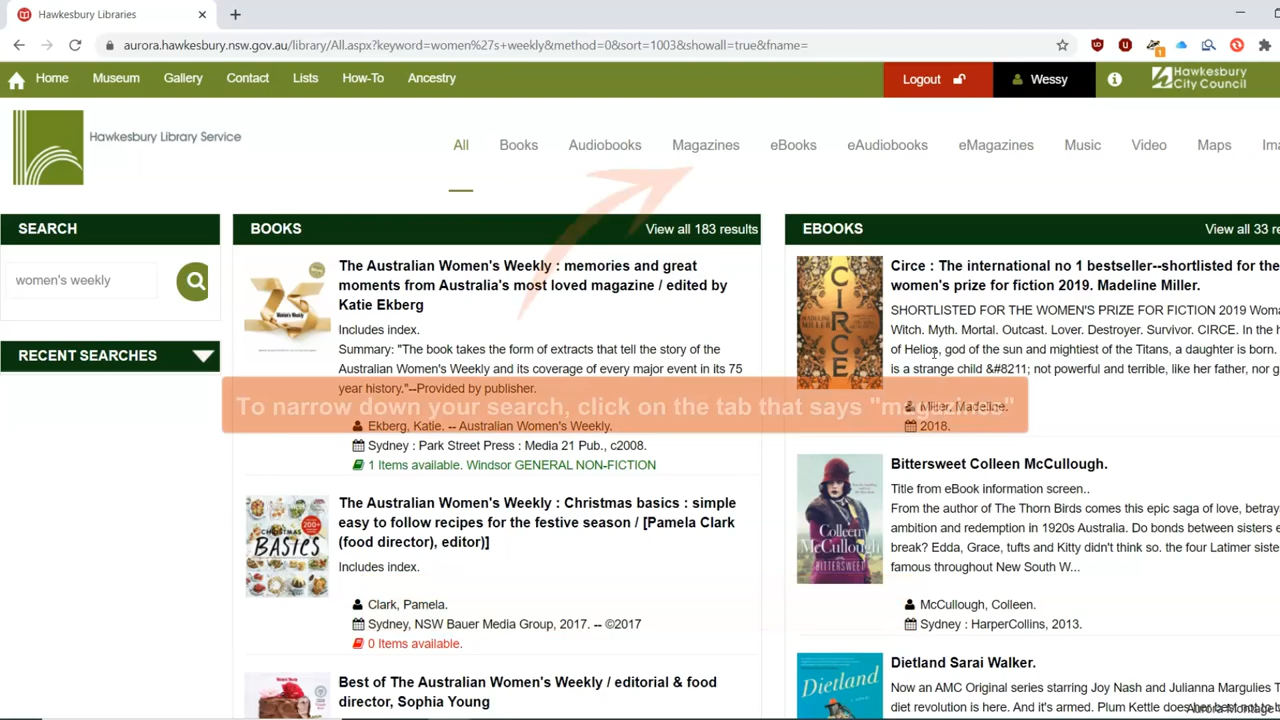 Hawkesbury Libraries
aurora.hawkesbury.nsw.gov.au/library/All.aspx?keyword=women%27s+weekly&method=0&sort=1003&showall=true&fname=
Home Museum Gallery Contact Lists How-To Ancestry
Logout Wessy
Hawkesbury
City Council
Hawkesbury Library Service
All Books Audiobooks Magazines eBooks eAudiobooks eMagazines Music Video Maps
SEARCH
women's weekly
RECENT SEARCHES
BOOKS View all 183 results
The Australian Women's Weekly : memories and great
moments from Australia's most loved magazine / edited by
Katie Ekberg
Includes index.
Summary: "The book takes the form of extracts that tell the story of the
Australian Women's Weekly and its coverage of every major event in its 75
year history."--Provided by publisher.
To narrow down your search, click on the tab that says "magazines"
Ekberg, Katie. -- Australian Women's Weekly.
Sydney : Park Street Press : Media 21 Pub., c2008.
1 Items available. Windsor GENERAL NON-FICTION
200+
Christmas
BASICS
The Australian Women's Weekly : Christmas basics : simple
easy to follow recipes for the festive season / [Pamela Clark
(food director), editor)]
Includes index.
Clark, Pamela.
Sydney, NSW Bauer Media Group, 2017. -- ©2017
0 Items available.
Best of The Australian Women's Weekly / editorial & food
director, Sophia Young
EBOOKS View all 33 re
CIRCE
Circe : The international no 1 bestseller--shortlisted for the
women's prize for fiction 2019. Madeline Miller.
SHORTLISTED FOR THE WOMEN'S PRIZE FOR FICTION 2019 Woma
Witch. Myth. Mortal. Outcast. Lover. Destroyer. Survivor. CIRCE. In the h
of Helios, god of the sun and mightiest of the Titans, a daughter is born.
is a strange child &#8211; not powerful and terrible, like her father, nor g
Miller, Madeline.
2018.
Colleen
McCullough
BITTERSWEET
Bittersweet Colleen McCullough.
Title from eBook information screen..
From the author of The Thorn Birds comes this epic saga of love, betray
ambition and redemption in 1920s Australia. Do bonds between sisters e
break? Edda, Grace, tufts and Kitty didn't think so. the four Latimer siste
famous throughout New South W...
McCullough, Colleen.
Sydney : HarperCollins, 2013.
Dietland
Dietland Sarai Walker.
Now an AMC Original series starring Joy Nash and Julianna Margulies T
diet revolution is here. And it's armed. Plum Kettle does her best not to
Aurora Montage